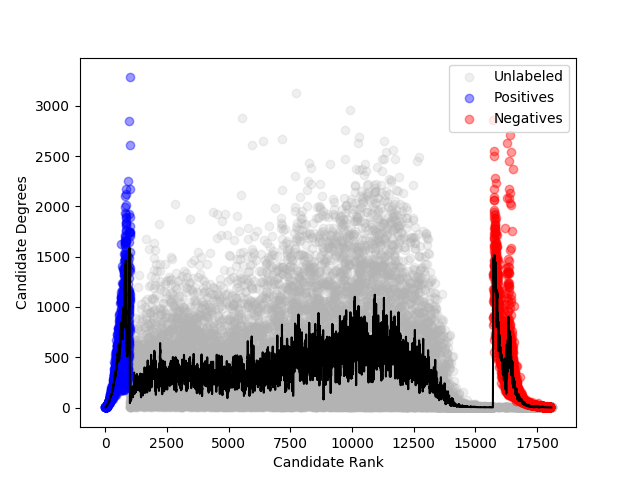 Unlabeled
Positives
Negatives
3000
2500
2000
1500
1000
500
0
Candidate Degrees
0 2500 5000 7500 10000 12500 15000 17500
Candidate Rank